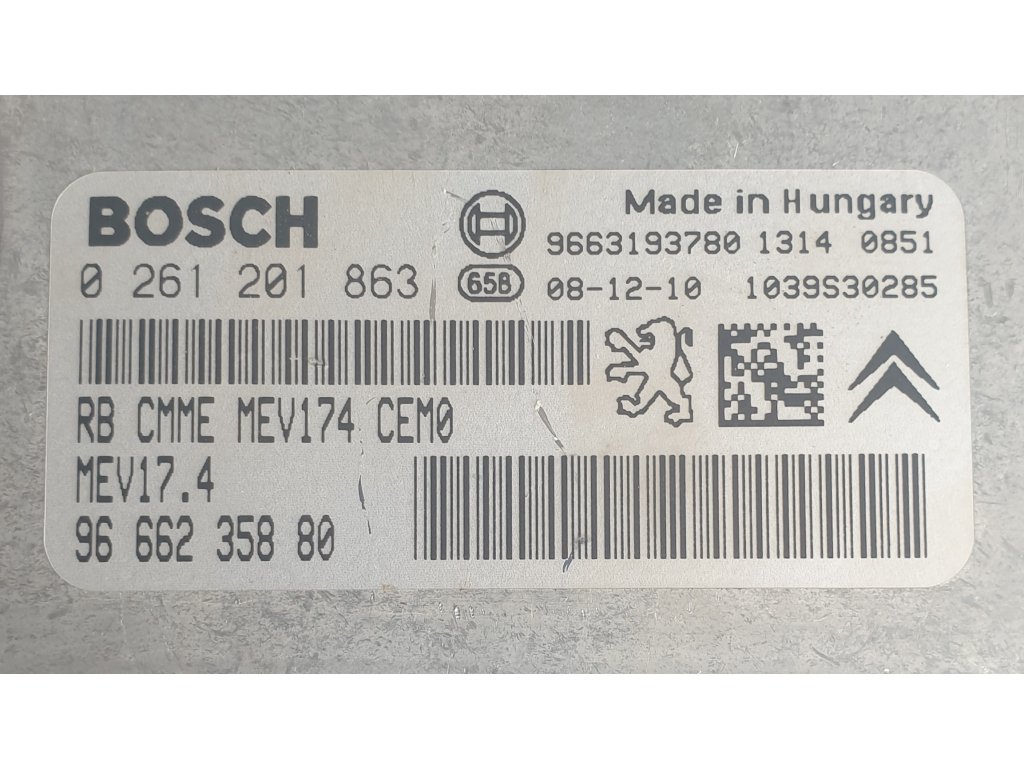 BOSCH
Made in Hungary
9663193780 1314 0851
0 261 201 863
658
08-12-10 1039S30285
RB CMME MEV174 CEM0
MEV17.4
96 662 358 80